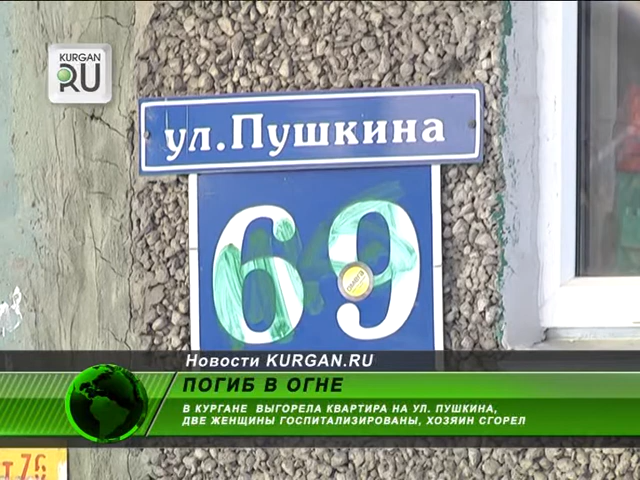 KURGAN
RU
ул.Пушкина
69
Новости KURGAN.RU
ПОГИБ В ОГНЕ
В КУРГАНЕ ВЫГОРЕЛА КВАРТИРА НА УЛ. ПУШКИНА,
ДВЕ ЖЕНЩИНЫ ГОСПИТАЛИЗИРОВАНЫ, ХОЗЯИН СГОРЕЛ
т 76